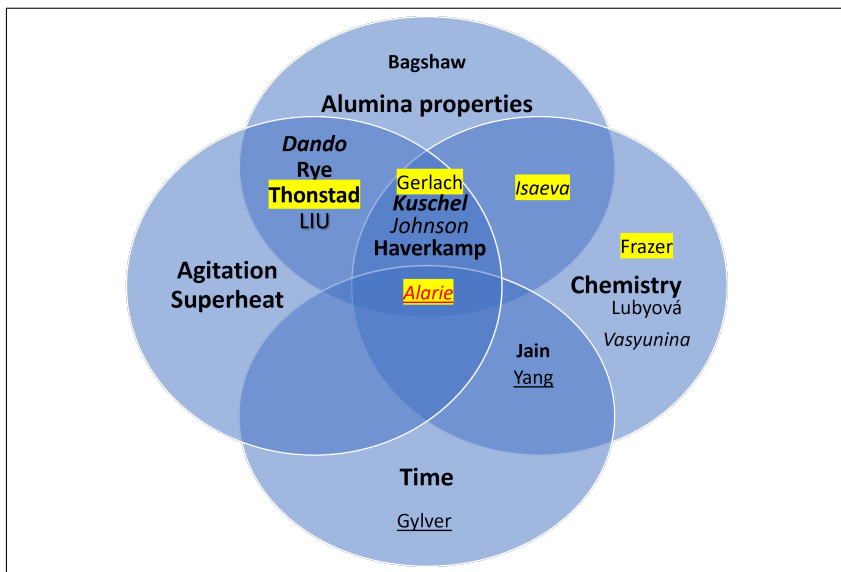 Bagshaw
Alumina properties
Dando
Rye
Thonstad
LIU
Gerlach
Kuschel
Johnson
Haverkamp
Isaeva
Frazer
Agitation
Superheat
Alarie
Chemistry
Lubyová
Vasyunina
Jain
Yang
Time
Gylver